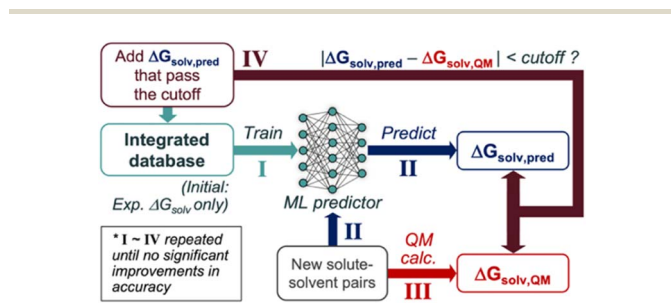 Add ΔGsolv,pred
that pass
the cutoff
IV
|ΔGsolv,pred – ΔGsolv,QM| < cutoff ?
Integrated
database
Train
I
Predict
II
ΔGsolv,pred
(Initial:
Exp. ΔGsolv only)
ML predictor
* I ~ IV repeated
until no significant
improvements in
accuracy
II
New solute-
solvent pairs
QM
calc.
III
ΔGsolv,QM